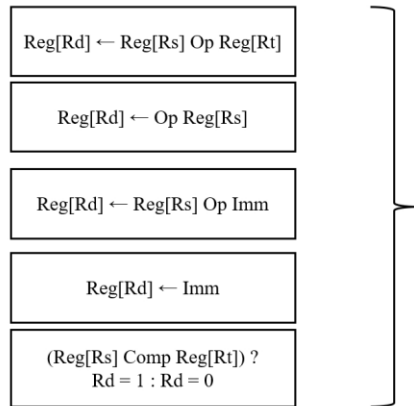 Reg[Rd] ← Reg[Rs] Op Reg[Rt]
Reg[Rd] ← Op Reg[Rs]
Reg[Rd] ← Reg[Rs] Op Imm
Reg[Rd] ← Imm
(Reg[Rs] Comp Reg[Rt]) ?
Rd = 1 : Rd = 0